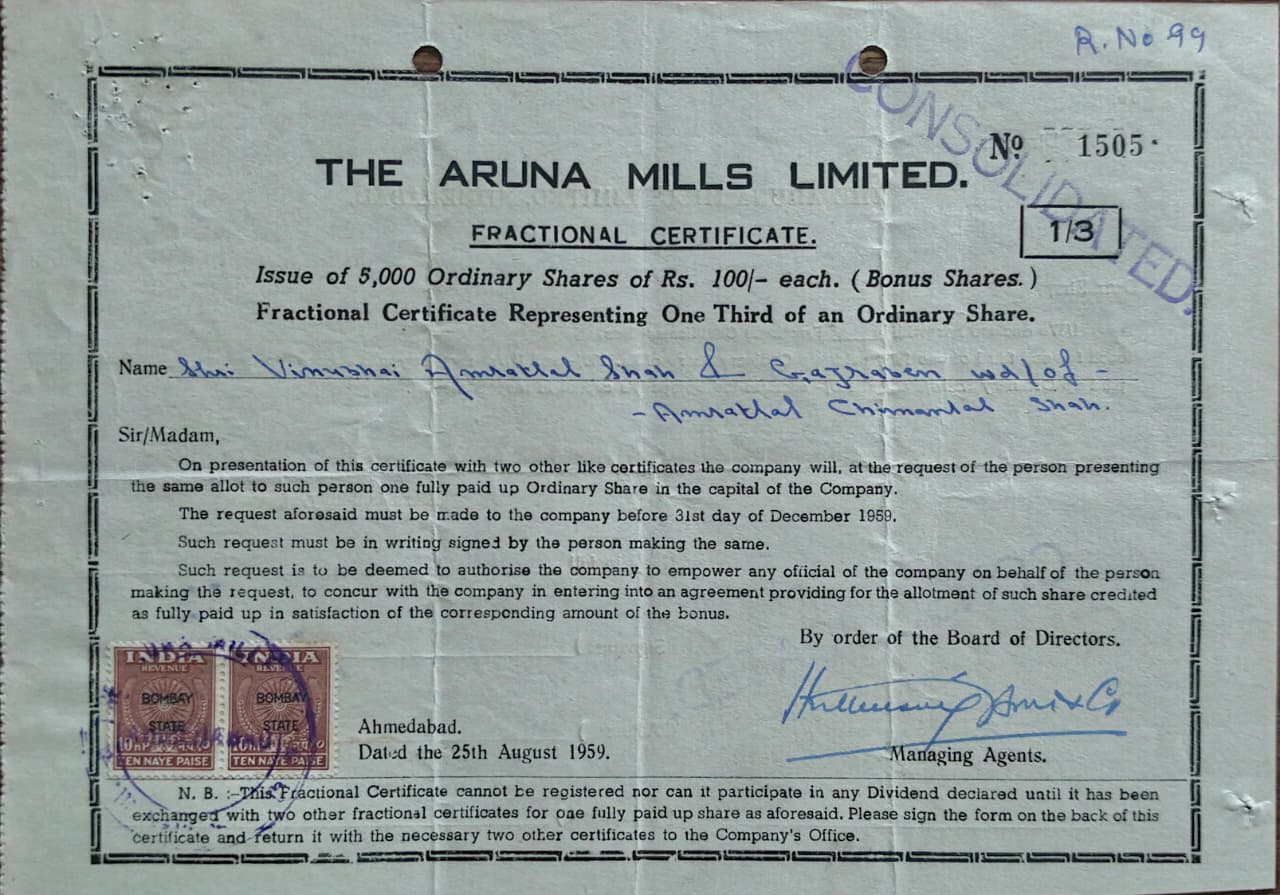 R. No 99
CONSOLIDATED.
No. 1505.
THE ARUNA MILLS LIMITED.
FRACTIONAL CERTIFICATE.
1/3
Issue of 5,000 Ordinary Shares of Rs. 100/- each. ( Bonus Shares. )
Fractional Certificate Representing One Third of an Ordinary Share.
Name Shri Vinubhai Amratlal Shah & Gajraben wd/of -
- Amratlal Chimanlal Shah.
Sir/Madam,
On presentation of this certificate with two other like certificates the company will, at the request of the person presenting
the same allot to such person one fully paid up Ordinary Share in the capital of the Company.
The request aforesaid must be made to the company before 31st day of December 1959.
Such request must be in writing signed by the person making the same.
Such request is to be deemed to authorise the company to empower any official of the company on behalf of the person
making the request, to concur with the company in entering into an agreement providing for the allotment of such share credited
as fully paid up in satisfaction of the corresponding amount of the bonus.
By order of the Board of Directors.
INDIA INDIA
REVENUE REVENUE
BOMBAY BOMBAY
STATE STATE
TEN NAYE PAISE TEN NAYE PAISE
Ahmedabad.
Dated the 25th August 1959.
Managing Agents.
N. B. :–This Fractional Certificate cannot be registered nor can it participate in any Dividend declared until it has been
exchanged with two other fractional certificates for one fully paid up share as aforesaid. Please sign the form on the back of this
certificate and return it with the necessary two other certificates to the Company's Office.